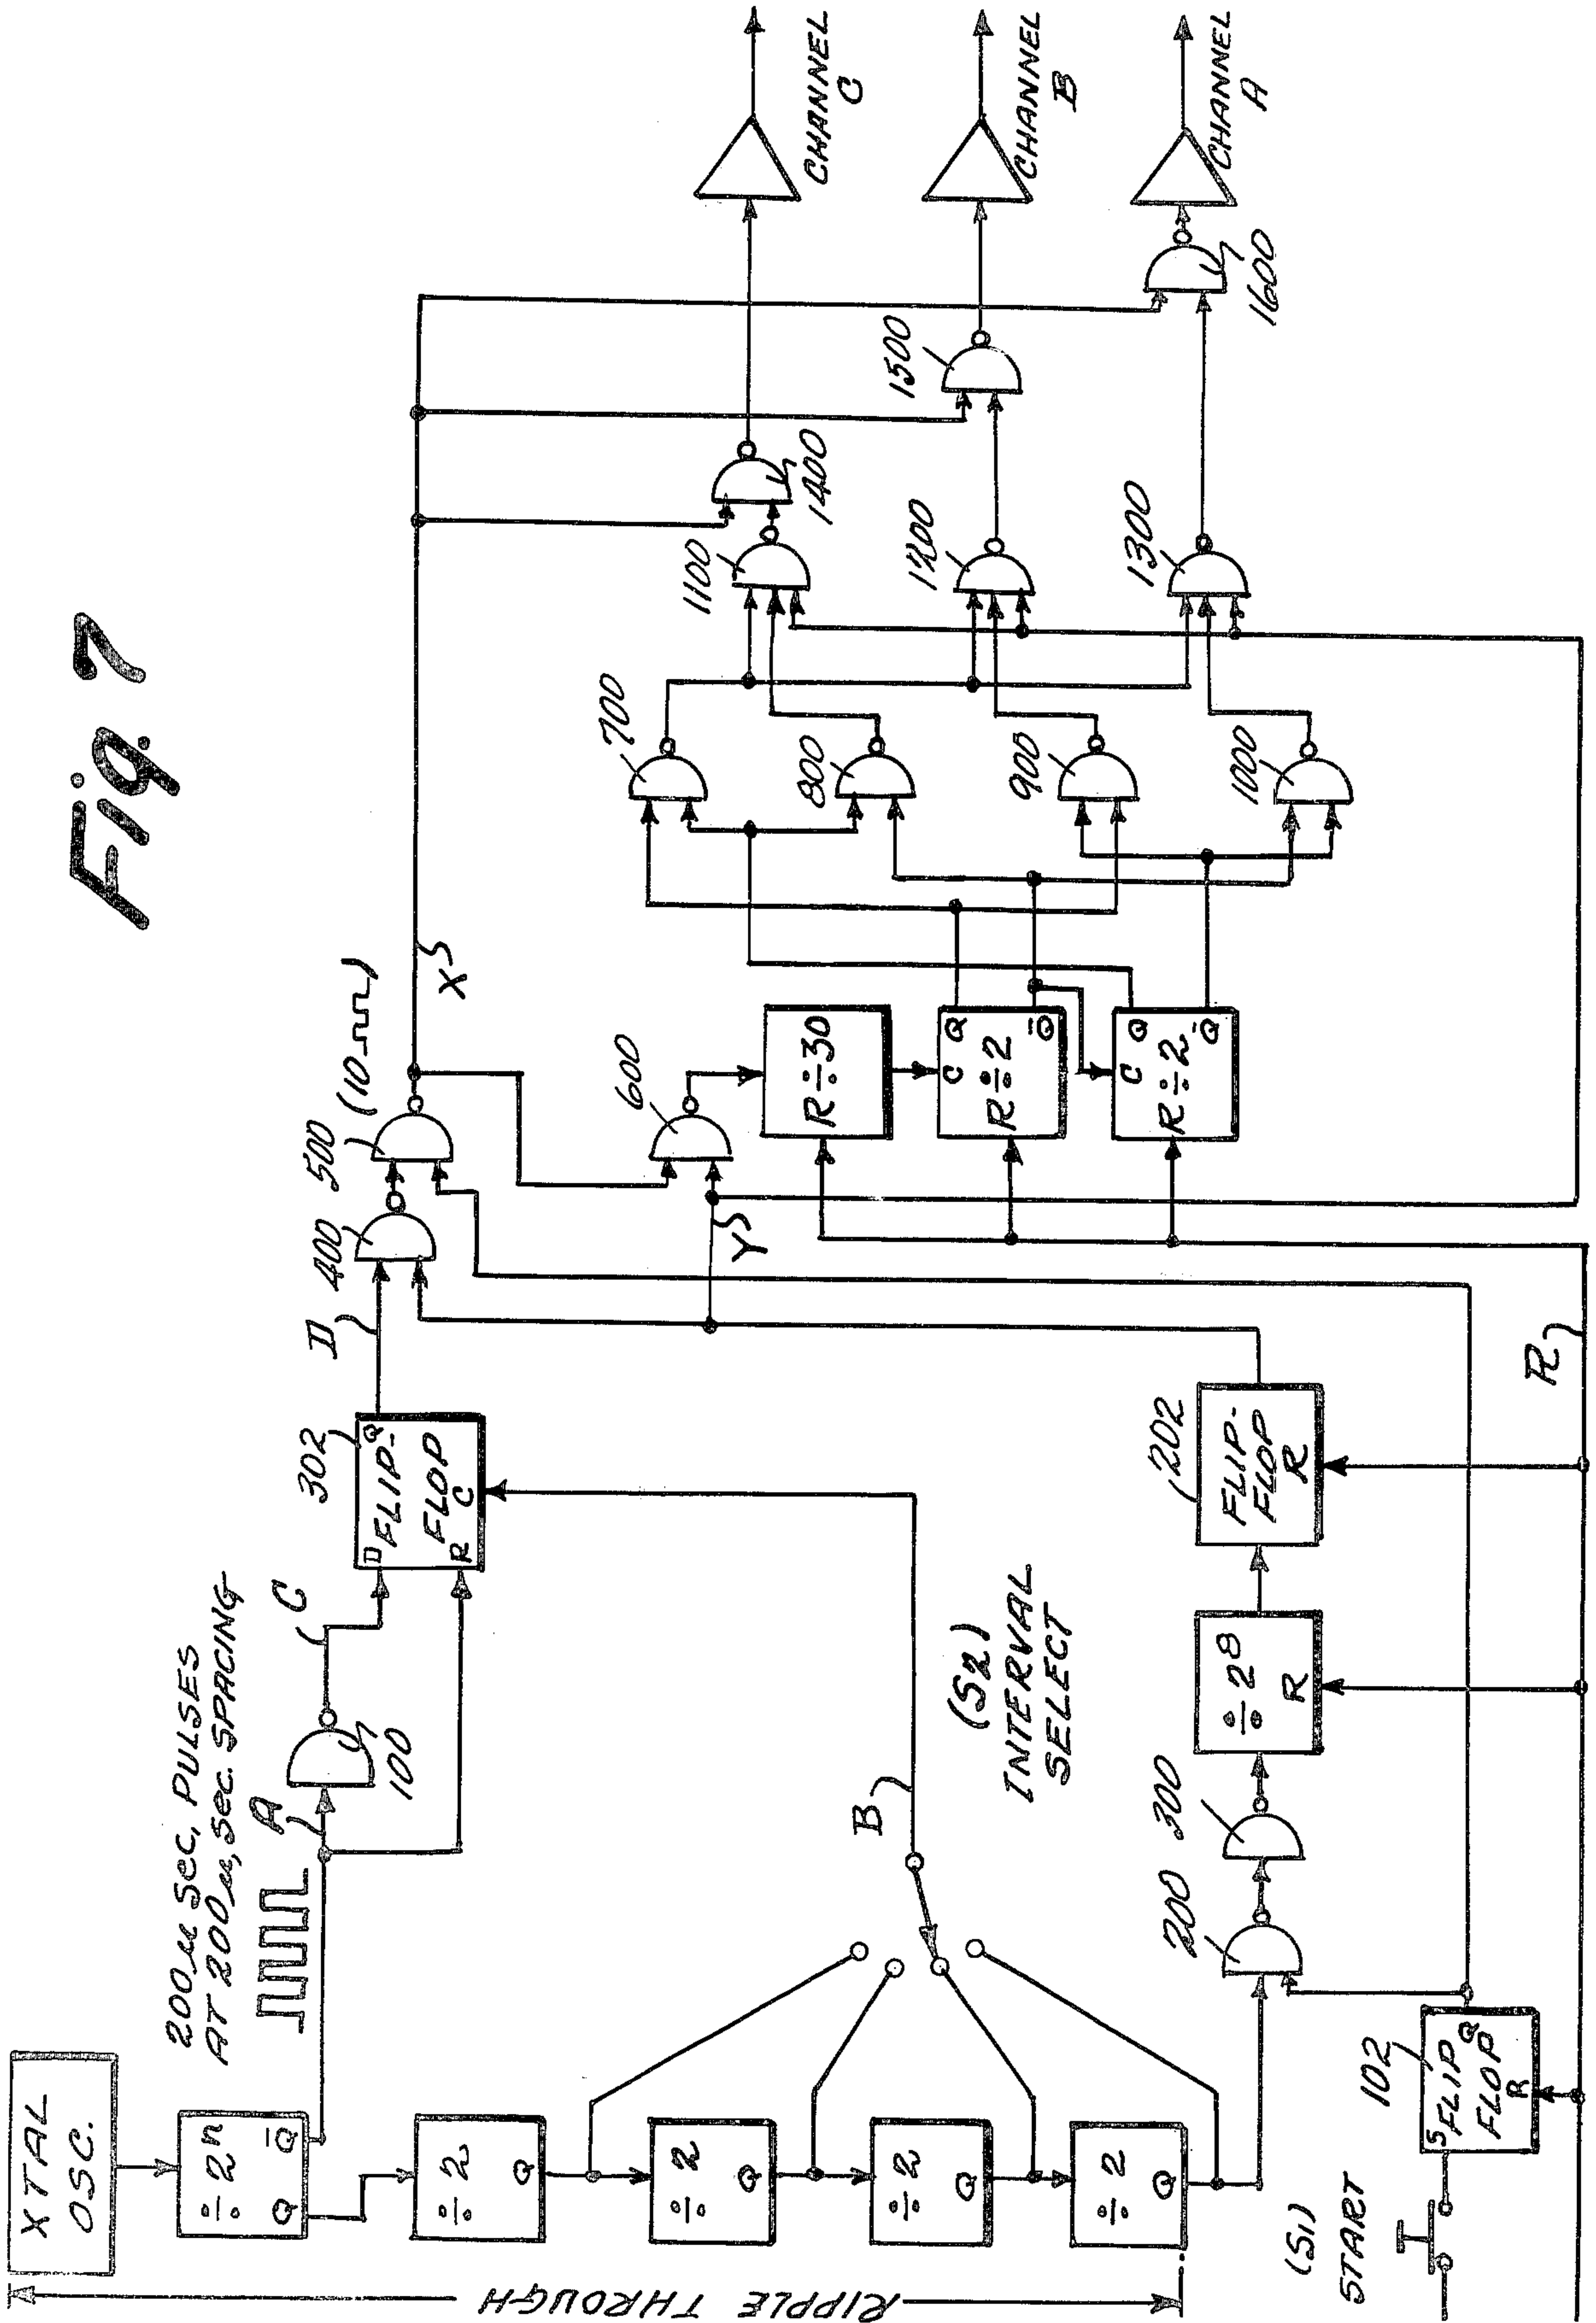 Fig. 7
XTAL
OSC.
÷ 2ⁿ
Q Q̅
÷ 2
Q
÷ 2
Q
÷ 2
Q
÷ 2
Q
RIPPLE THROUGH
200 µ SEC, PULSES
AT 200 µ, SEC. SPACING
A
C
100
302
D Q
FLIP-
FLOP
R C
D
400
500
(10 ⎍⎍)
X
B
(S2)
INTERVAL
SELECT
(S1)
START
102
S
FLIP
FLOP
Q
R
200
300
÷ 2⁸
R
202
FLIP-
FLOP
R
R
Y
600
R ÷ 30
C Q
R ÷ 2
Q̅
C Q
R ÷ 2
Q̅
700
800
900
1000
1100
1200
1300
1400
1500
1600
CHANNEL
C
CHANNEL
B
CHANNEL
A